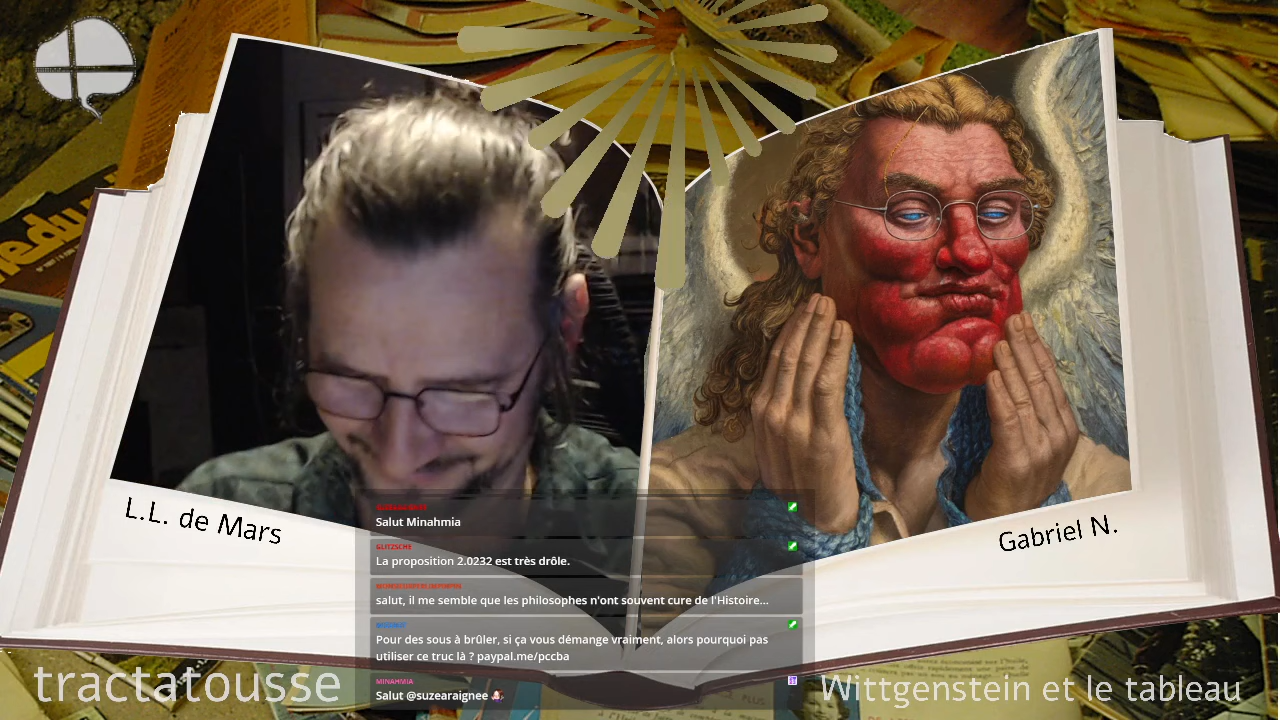 L.L. de Mars
Gabriel N.
Salut Minahmia
GLITZSCHE
La proposition 2.0232 est très drôle.
salut, il me semble que les philosophes n'ont souvent cure de l'Histoire...
Pour des sous à brûler, si ça vous démange vraiment, alors pourquoi pas
utiliser ce truc là ? paypal.me/pccba
MINAHMIA
Salut @suzearaignee
tractatousse
Wittgenstein et le tableau